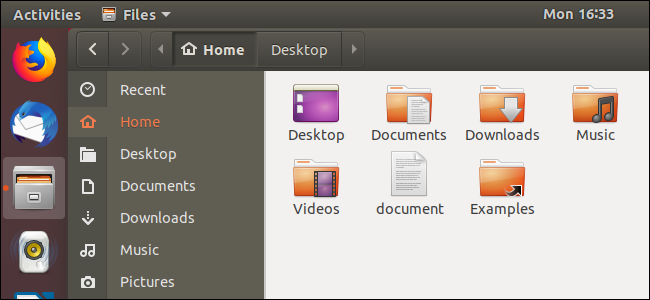 Activities Files Mon 16:33
Home Desktop
Recent
Home
Desktop
Documents
Downloads
Music
Pictures
Desktop Documents Downloads Music
Videos document Examples